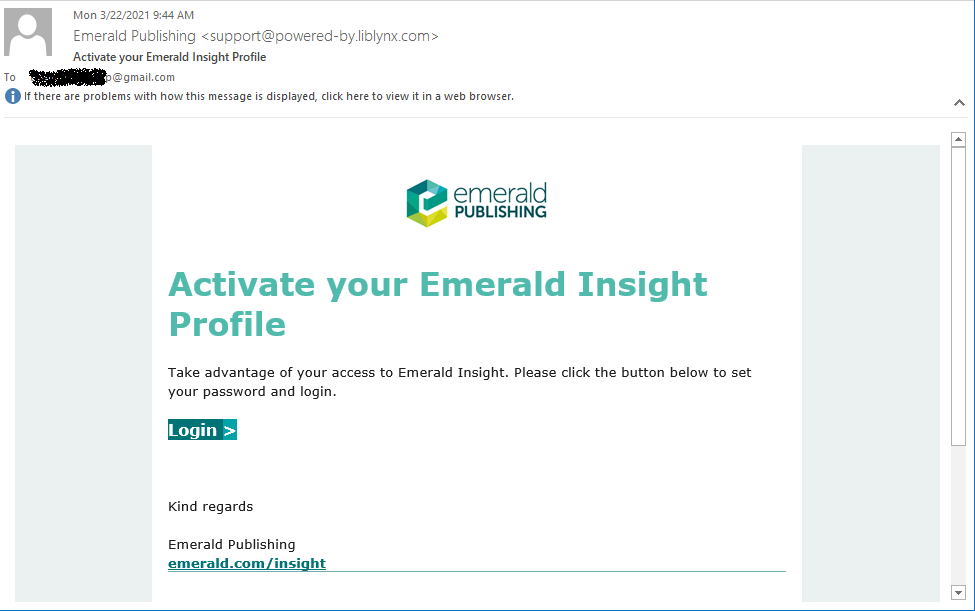 Mon 3/22/2021 9:44 AM
Emerald Publishing <support@powered-by.liblynx.com>
Activate your Emerald Insight Profile
To p@gmail.com
If there are problems with how this message is displayed, click here to view it in a web browser.
emerald
PUBLISHING
Activate your Emerald Insight
Profile
Take advantage of your access to Emerald Insight. Please click the button below to set
your password and login.
Login >
Kind regards
Emerald Publishing
emerald.com/insight